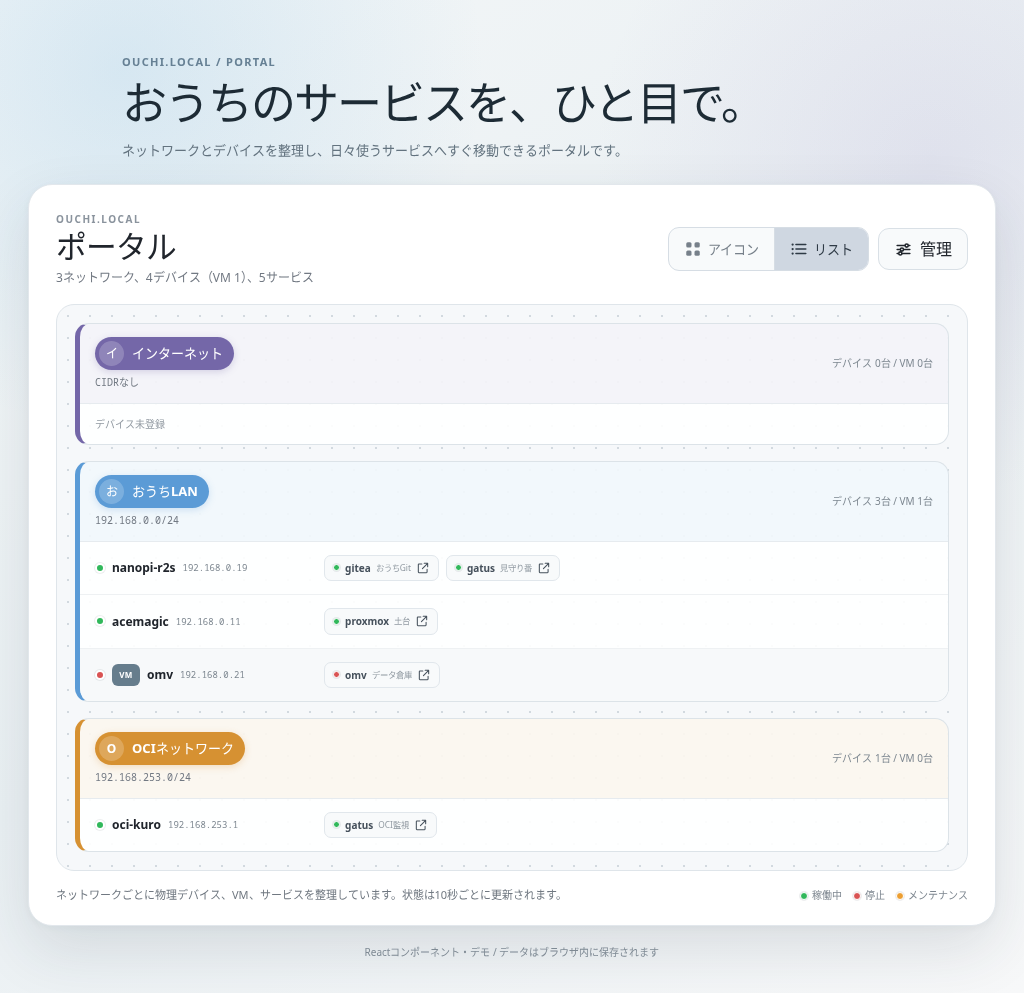 OUCHI.LOCAL / PORTAL
おうちのサービスを、ひと目で。
ネットワークとデバイスを整理し、日々使うサービスへすぐ移動できるポータルです。
OUCHI.LOCAL
ポータル
3ネットワーク、4デバイス（VM 1）、5サービス
アイコン
リスト
管理
イ インターネット
CIDRなし
デバイス 0台 / VM 0台
デバイス未登録
お おうちLAN
192.168.0.0/24
デバイス 3台 / VM 1台
nanopi-r2s 192.168.0.19 gitea おうちGit gatus 見守り番
acemagic 192.168.0.11 proxmox 土台
VM omv 192.168.0.21 omv データ倉庫
O OCIネットワーク
192.168.253.0/24
デバイス 1台 / VM 0台
oci-kuro 192.168.253.1 gatus OCI監視
ネットワークごとに物理デバイス、VM、サービスを整理しています。状態は10秒ごとに更新されます。
稼働中 停止 メンテナンス
Reactコンポーネント・デモ / データはブラウザ内に保存されます